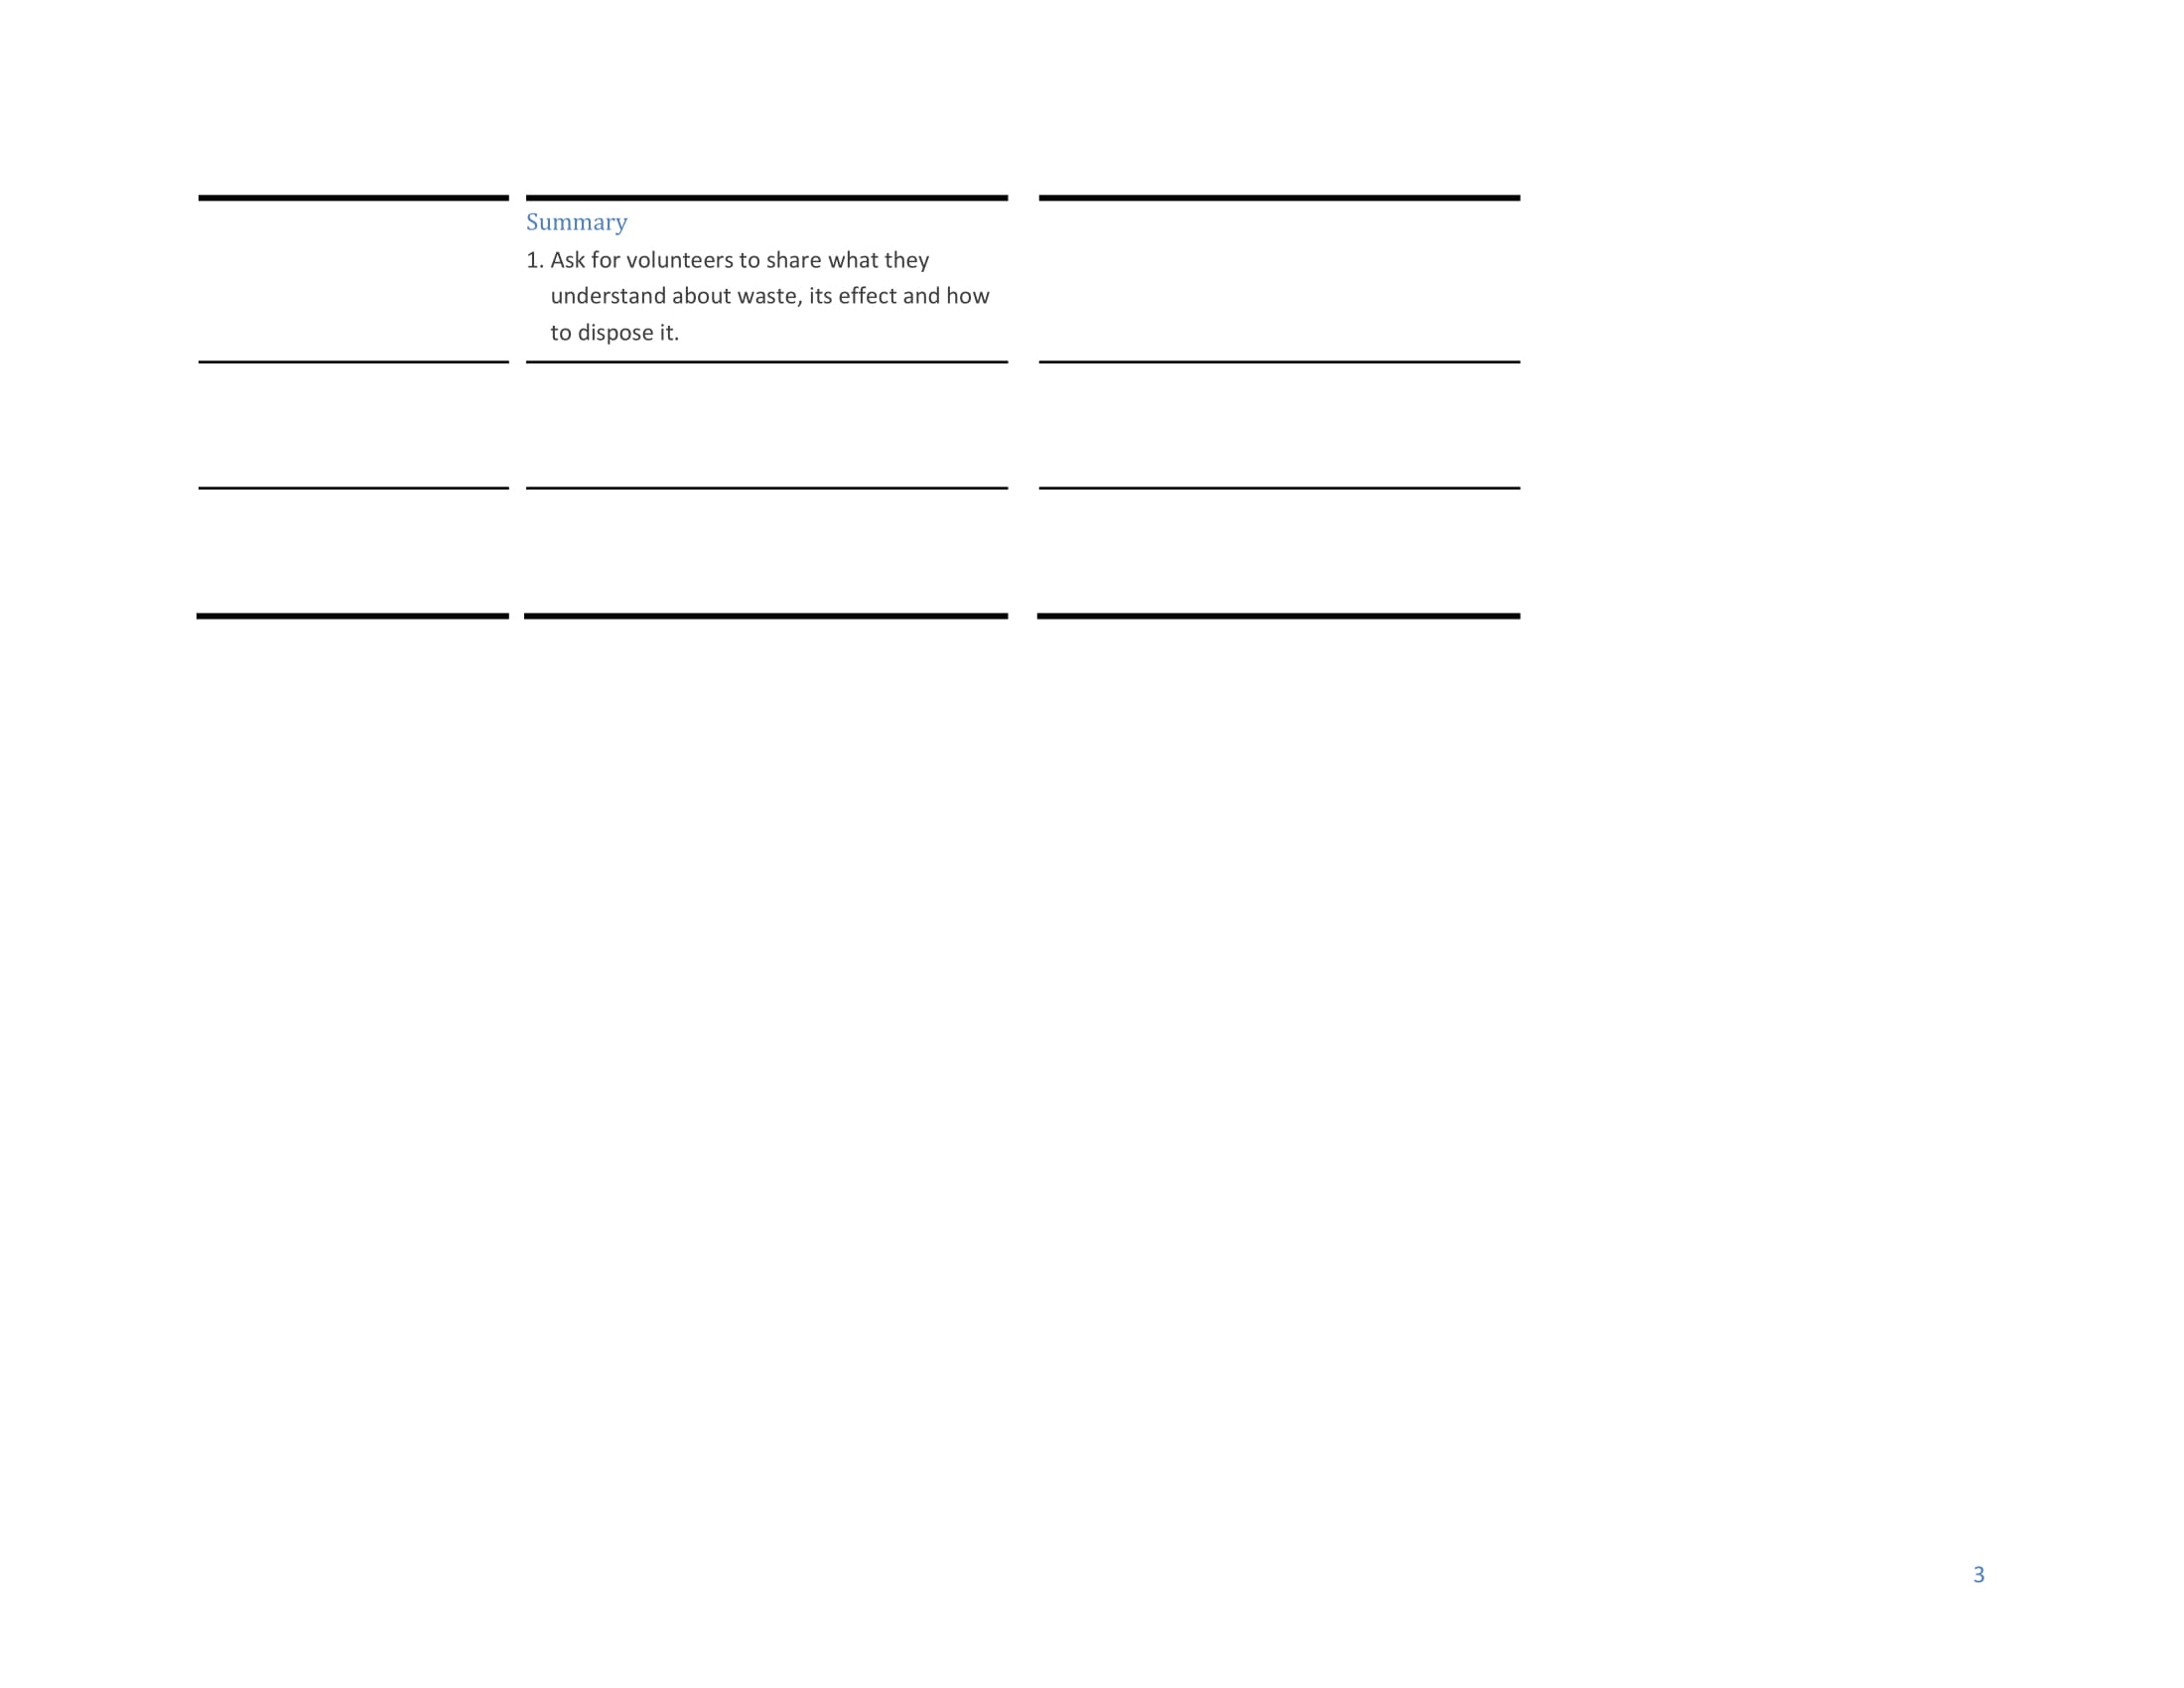 Summary
1. Ask for volunteers to share what they
understand about waste, its effect and how
to dispose it.
3